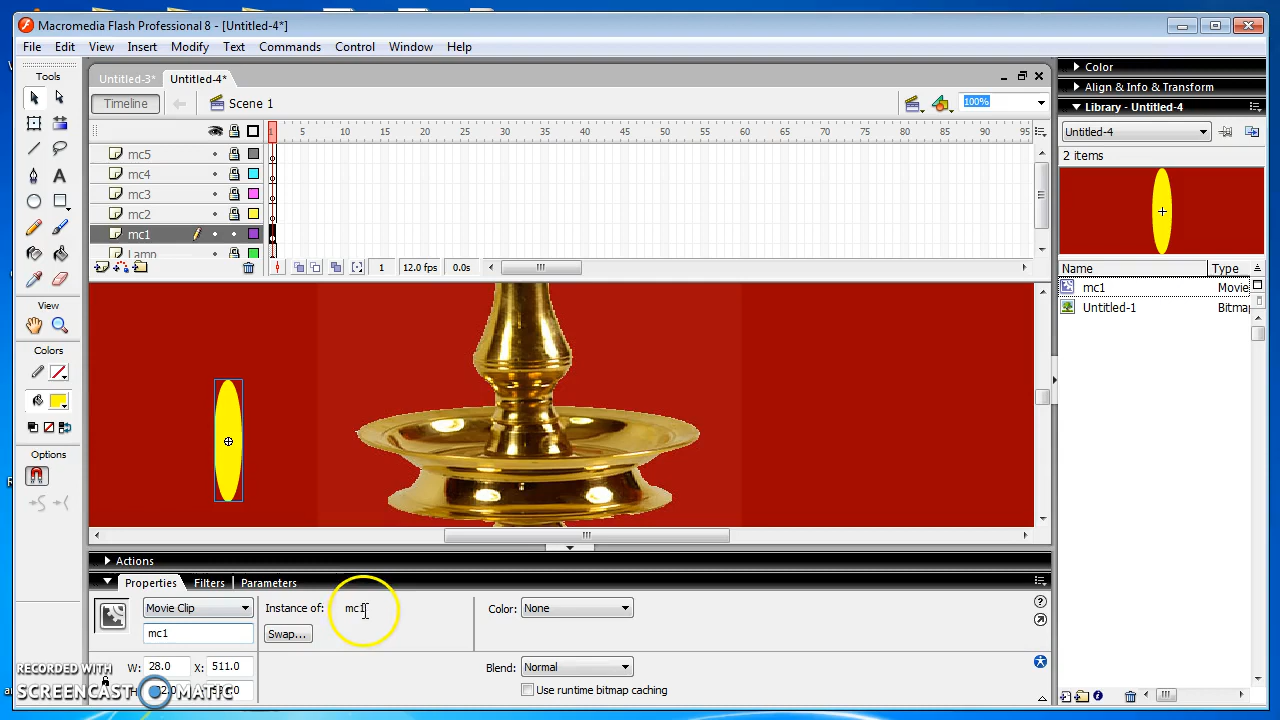 Macromedia Flash Professional 8 - [Untitled-4*]
File Edit View Insert Modify Text Commands Control Window Help
Tools
Untitled-3* Untitled-4*
Timeline Scene 1 100%
1 5 10 15 20 25 30 35 40 45 50 55 60 65 70 75 80 85 90 95
mc5
mc4
mc3
mc2
mc1
Lamp
1 12.0 fps 0.0s
View
Colors
Options
Color
Align & Info & Transform
Library - Untitled-4
Untitled-4
2 items
Name Type
mc1 Movie
Untitled-1 Bitmap
Actions
Properties Filters Parameters
Movie Clip Instance of: mc1 Color: None
mc1 Swap...
W: 28.0 X: 511.0 Blend: Normal
Use runtime bitmap caching
RECORDED WITH
SCREENCAST MATIC